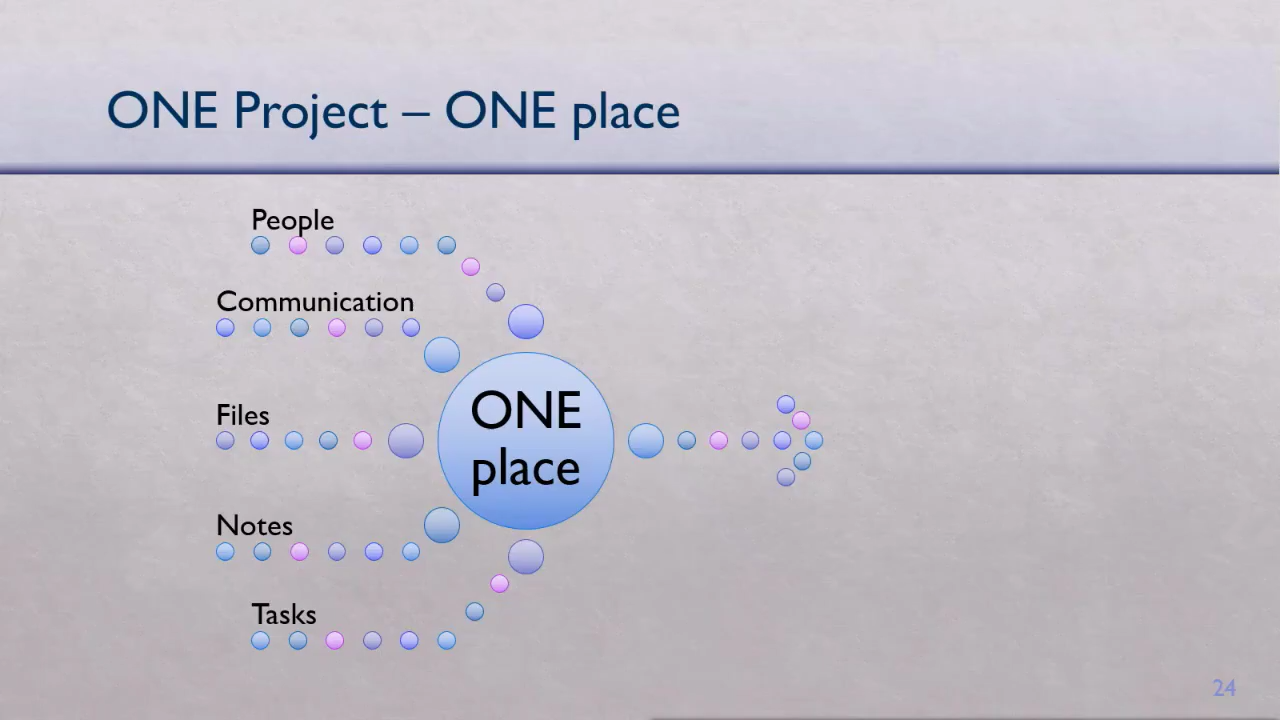 ONE Project – ONE place
People
Communication
Files
Notes
Tasks
ONE
place
24